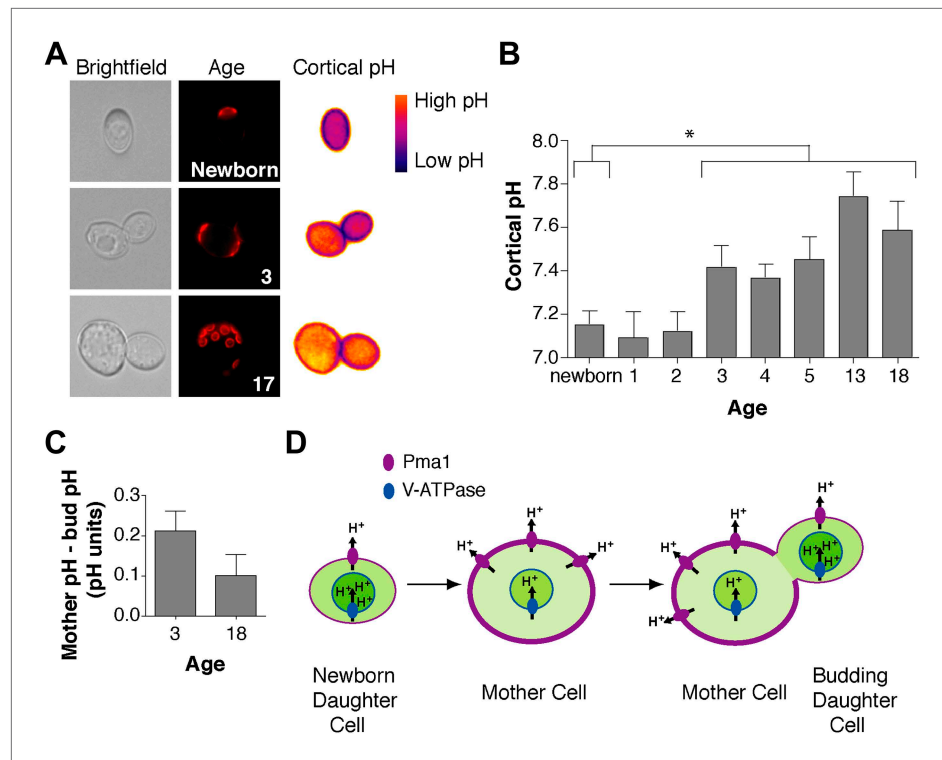 A
Brightfield
Age
Cortical pH
Newborn
3
17
High pH
Low pH
B
*
Cortical pH
8.0
7.8
7.6
7.4
7.2
7.0
newborn 1 2 3 4 5 13 18
Age
C
Mother pH - bud pH
(pH units)
0.3
0.2
0.1
0.0
3 18
Age
D
Pma1
V-ATPase
H+
H+ H+
H+
H+ H+ H+
H+
H+ H+
H+
H+
H+
H+ H+
H+
Newborn
Daughter
Cell
Mother Cell
Mother Cell
Budding
Daughter
Cell